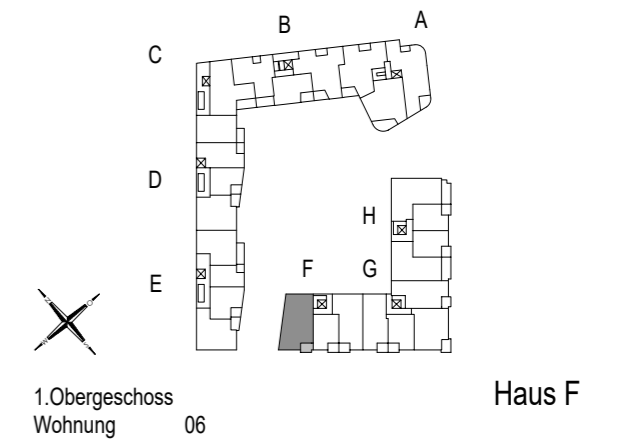 A
B
C
D
H
F G
E
N O
W S
1.Obergeschoss
Wohnung 06
Haus F